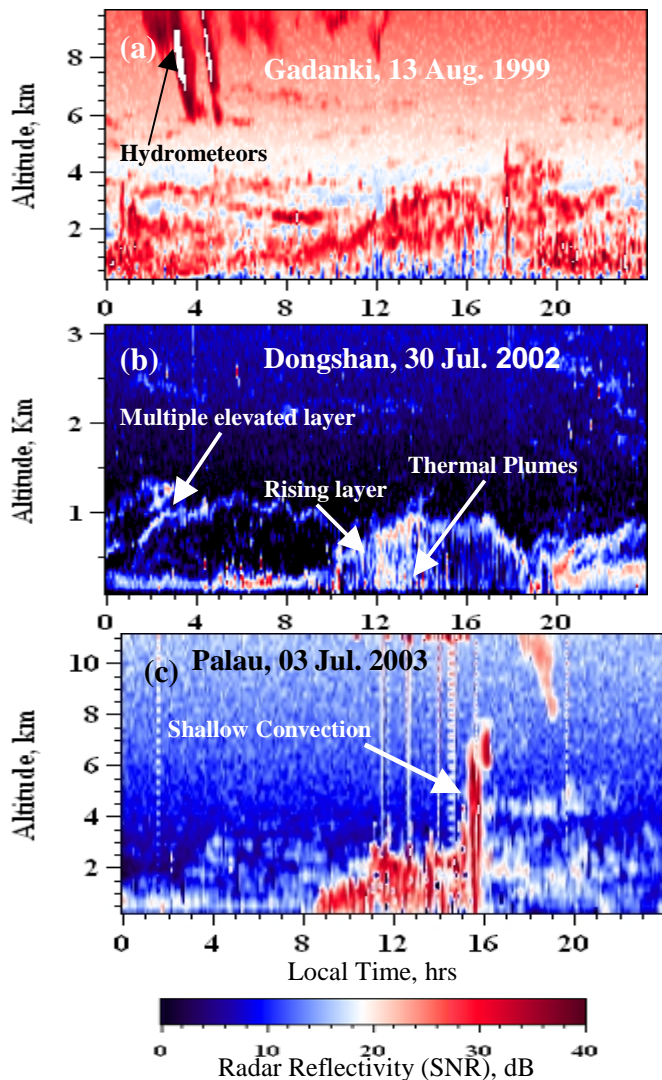 (a)
Gadanki, 13 Aug. 1999
Hydrometeors
Altitude, km
8
6
4
2
0 4 8 12 16 20
(b)
Dongshan, 30 Jul. 2002
Multiple elevated layer
Thermal Plumes
Rising layer
Altitude, Km
3
2
1
0 4 8 12 16 20
(c)
Palau, 03 Jul. 2003
Shallow Convection
Altitude, km
10
8
6
4
2
0 4 8 12 16 20
Local Time, hrs
0 10 20 30 40
Radar Reflectivity (SNR), dB